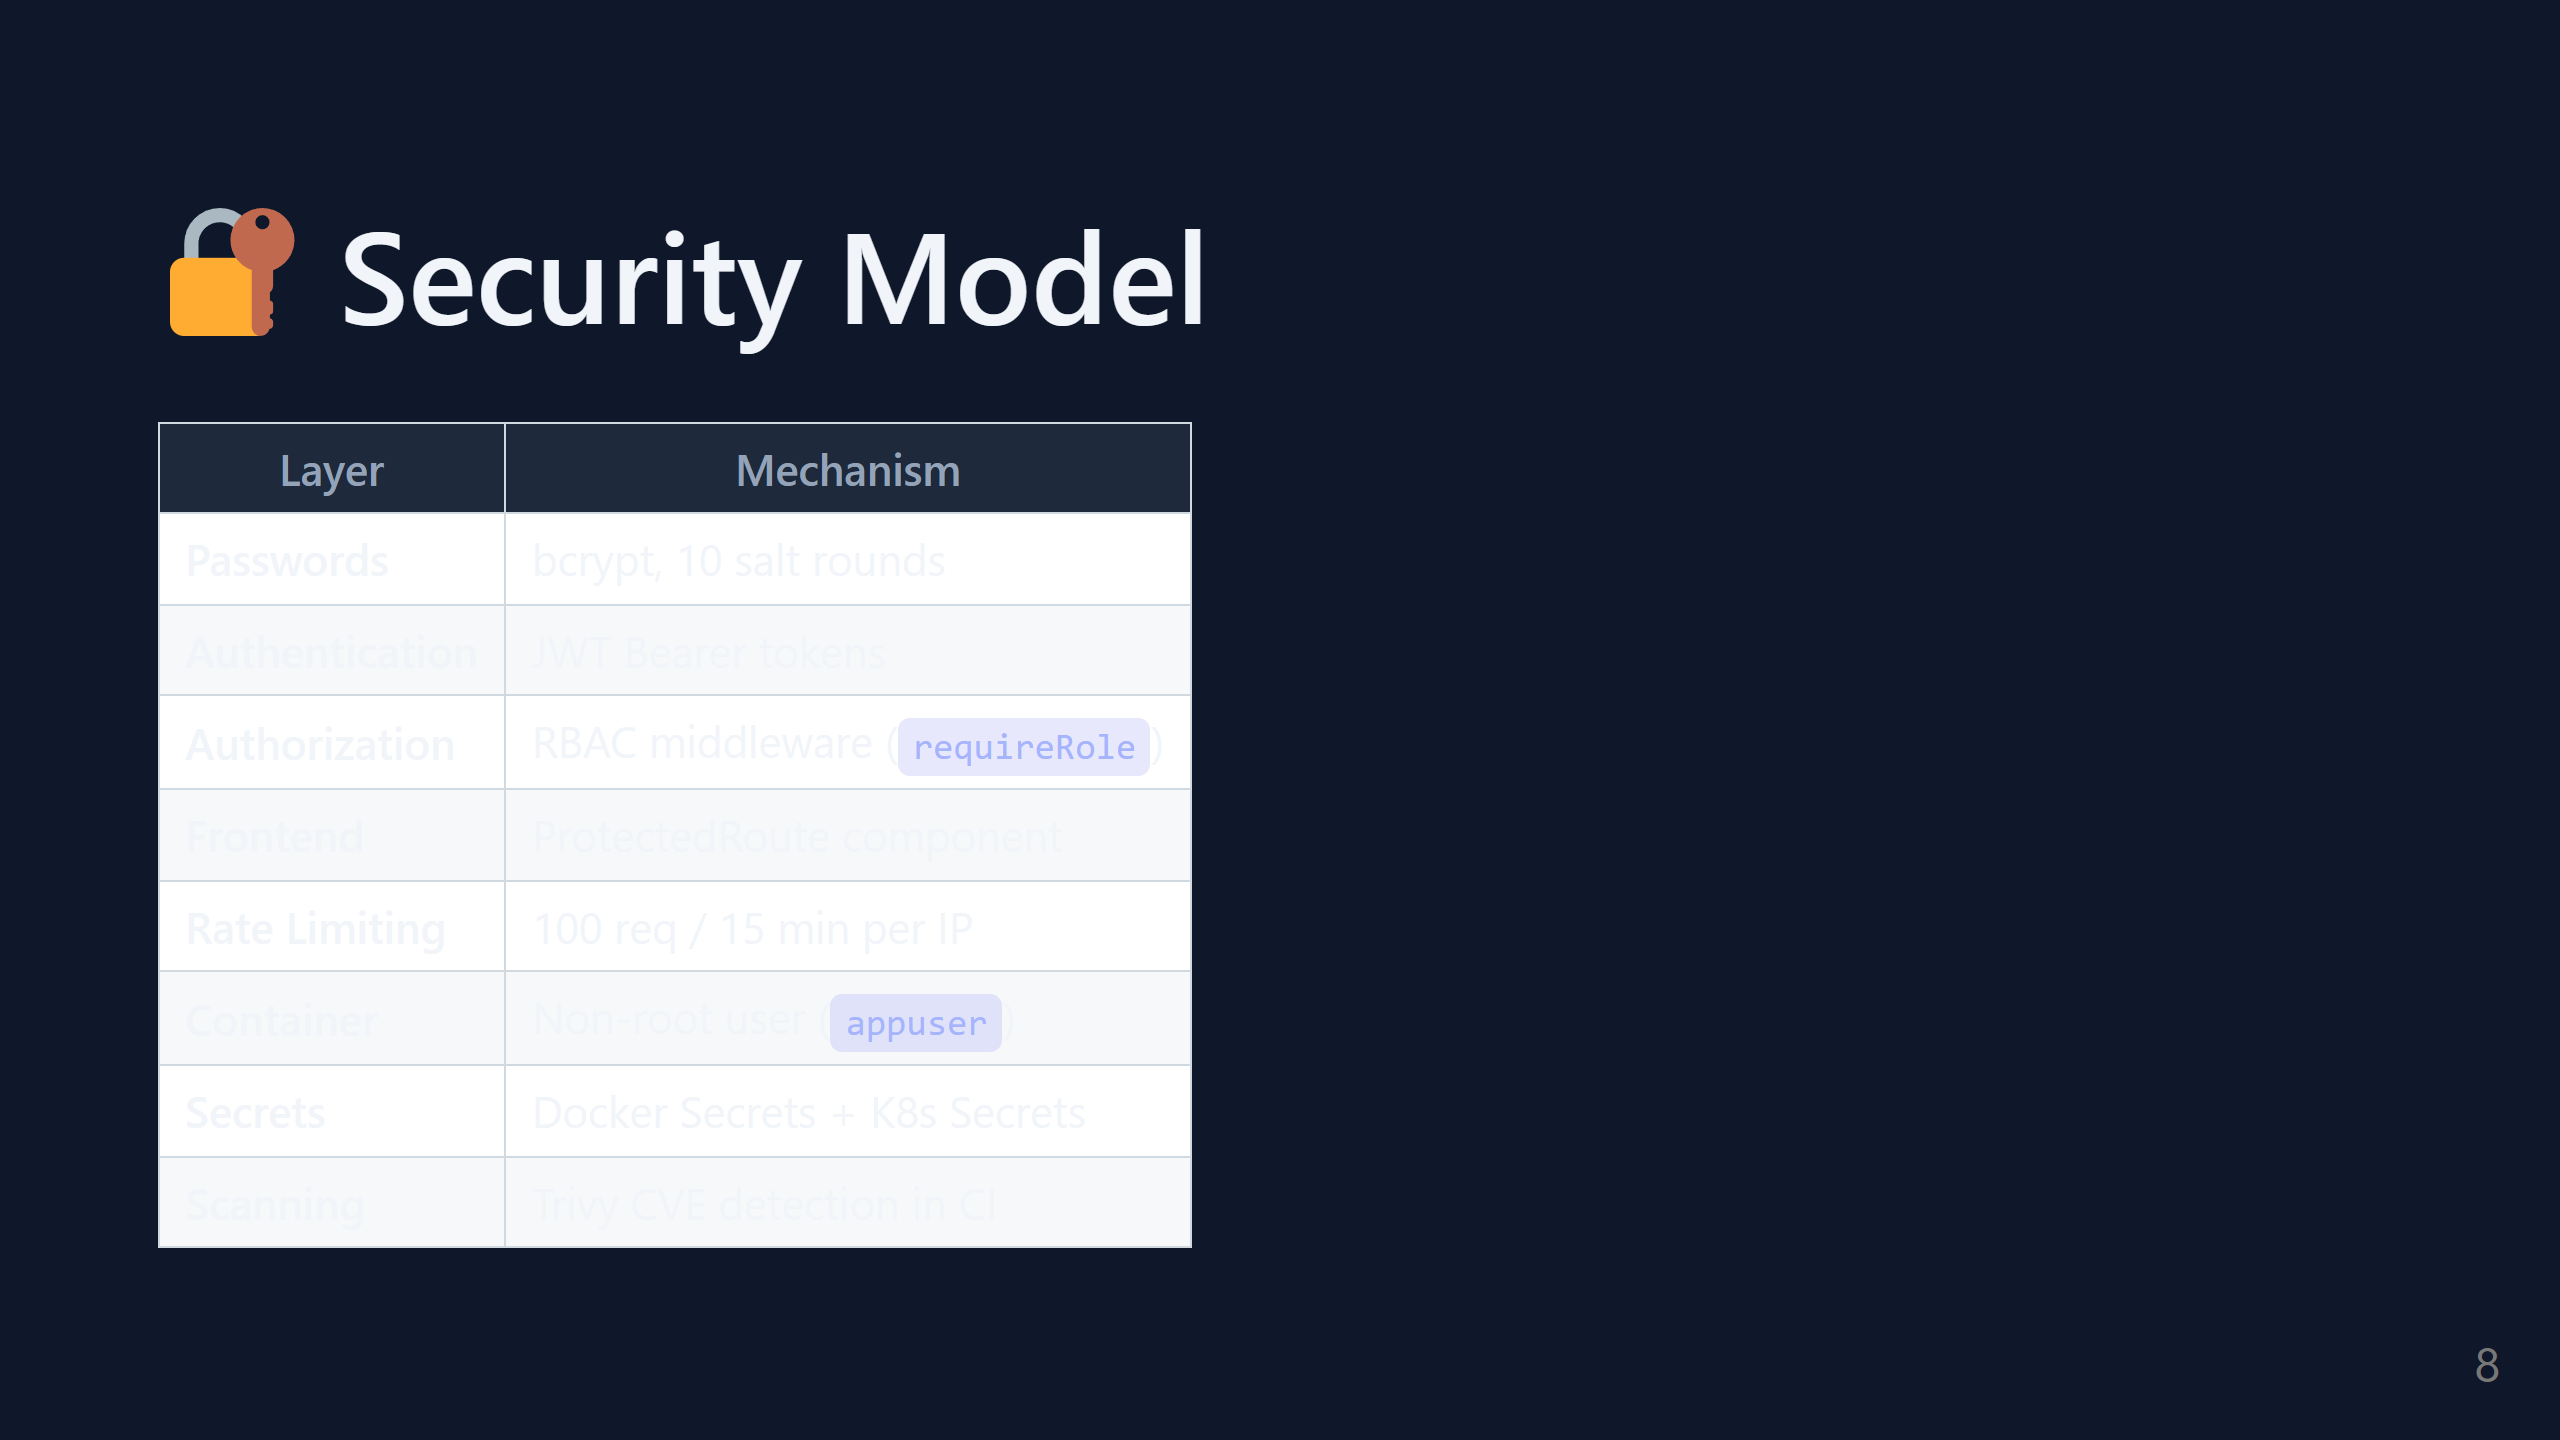 Security Model
Layer Mechanism
Passwords bcrypt, 10 salt rounds
Authentication JWT Bearer tokens
Authorization RBAC middleware (requireRole)
Frontend ProtectedRoute component
Rate Limiting 100 req / 15 min per IP
Container Non-root user (appuser)
Secrets Docker Secrets + K8s Secrets
Scanning Trivy CVE detection in CI
8